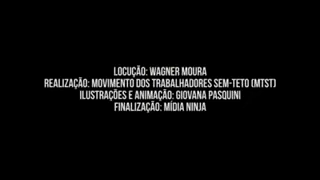 LOCUÇÃO: WAGNER MOURA
REALIZAÇÃO: MOVIMENTO DOS TRABALHADORES SEM-TETO (MTST)
ILUSTRAÇÕES E ANIMAÇÃO: GIOVANA PASQUINI
FINALIZAÇÃO: MÍDIA NINJA